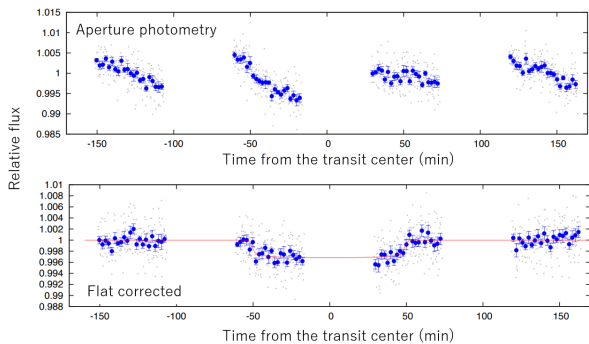 1.015
1.01
1.005
1
0.995
0.99
0.985
Aperture photometry
-150 -100 -50 0 50 100 150
Time from the transit center (min)
Relative flux
1.01
1.008
1.006
1.004
1.002
1
0.998
0.996
0.994
0.992
0.99
0.988
Flat corrected
-150 -100 -50 0 50 100 150
Time from the transit center (min)